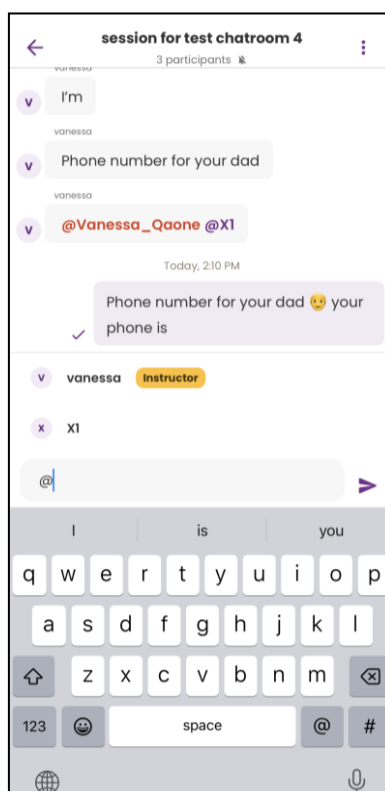 session for test chatroom 4
3 participants
vanessa
V
I'm
vanessa
V
Phone number for your dad
vanessa
V
@Vanessa_Qaone @X1
Today, 2:10 PM
Phone number for your dad 👴 your
phone is
V vanessa Instructor
X X1
@
I is you
q w e r t y u i o p
a s d f g h j k l
z x c v b n m
123 space @ #